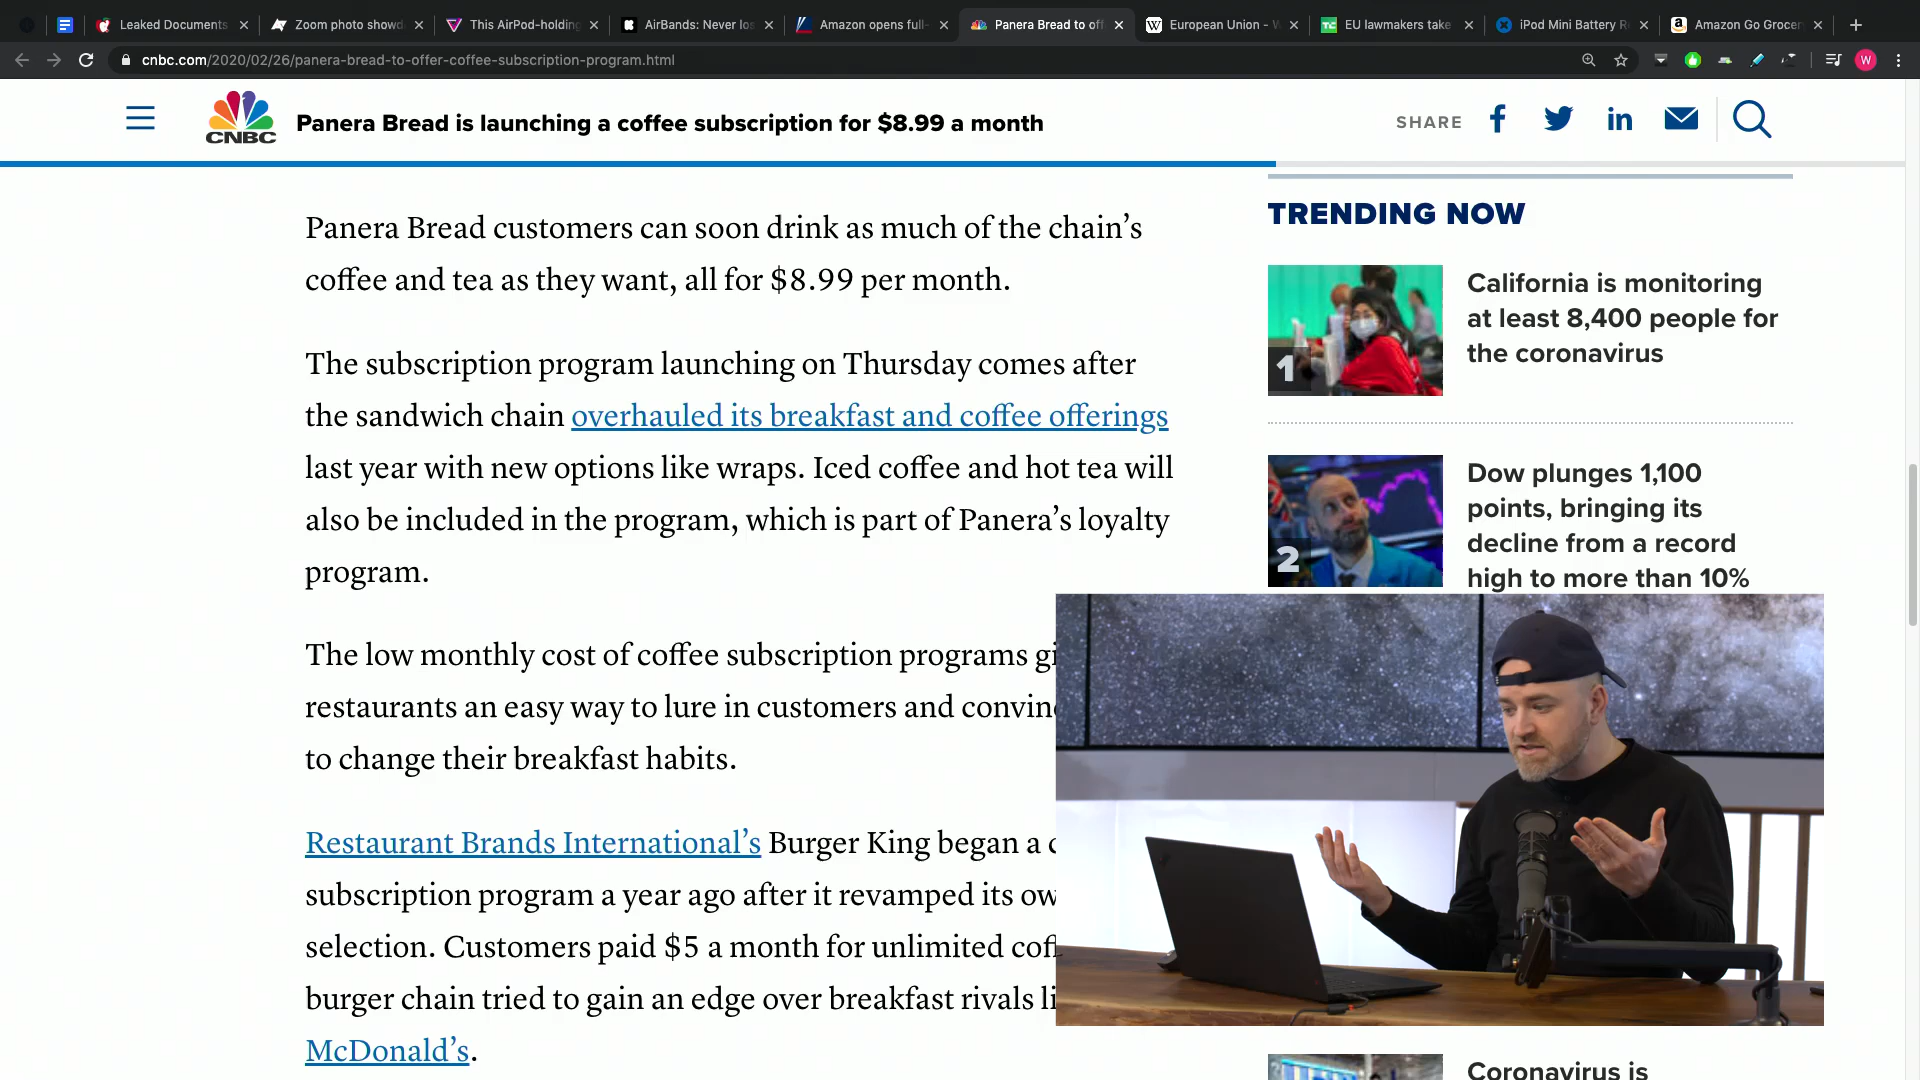 Leaked Documents
Zoom photo showd
This AirPod-holding
AirBands: Never los
Amazon opens full-
Panera Bread to off
European Union - W
EU lawmakers take
iPod Mini Battery R
Amazon Go Grocer
cnbc.com/2020/02/26/panera-bread-to-offer-coffee-subscription-program.html
W
CNBC
Panera Bread is launching a coffee subscription for $8.99 a month
SHARE
Panera Bread customers can soon drink as much of the chain’s
coffee and tea as they want, all for $8.99 per month.
The subscription program launching on Thursday comes after
the sandwich chain overhauled its breakfast and coffee offerings
last year with new options like wraps. Iced coffee and hot tea will
also be included in the program, which is part of Panera’s loyalty
program.
The low monthly cost of coffee subscription programs gi
restaurants an easy way to lure in customers and convinc
to change their breakfast habits.
Restaurant Brands International’s Burger King began a c
subscription program a year ago after it revamped its ow
selection. Customers paid $5 a month for unlimited cof
burger chain tried to gain an edge over breakfast rivals li
McDonald’s.
TRENDING NOW
1
California is monitoring
at least 8,400 people for
the coronavirus
2
Dow plunges 1,100
points, bringing its
decline from a record
high to more than 10%
Coronavirus is